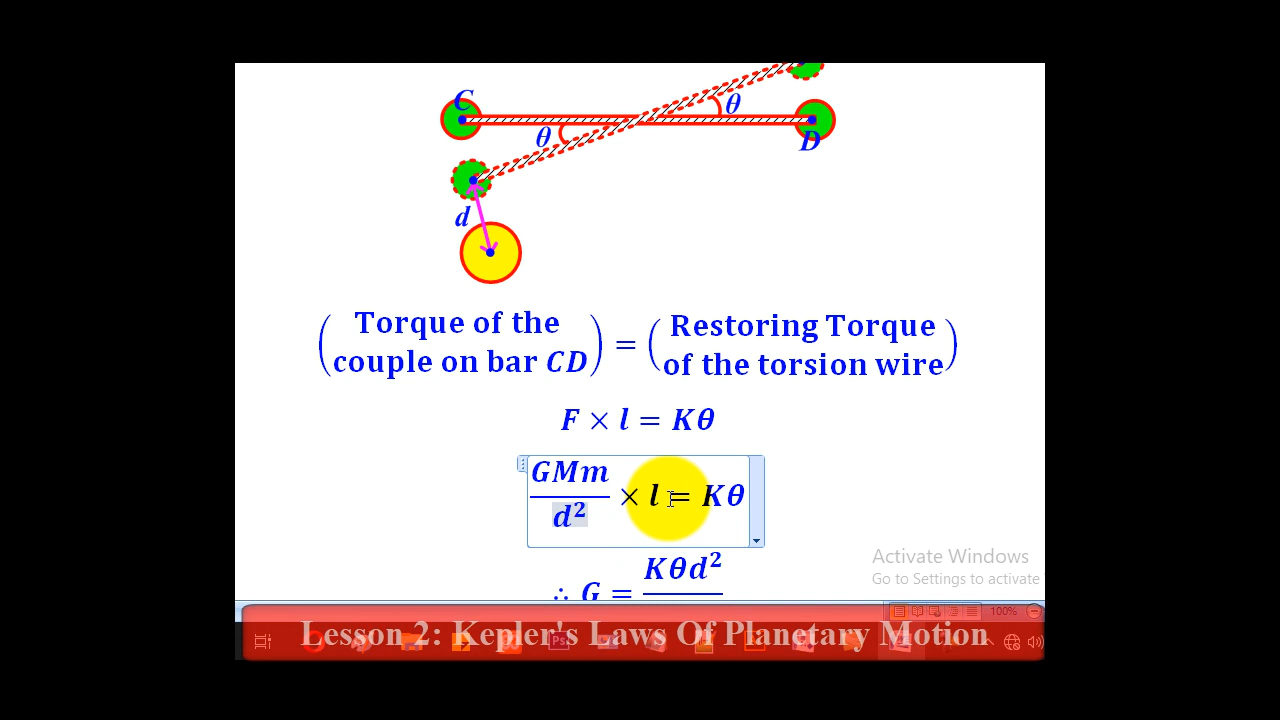 C
θ
θ
D
d
(Torque of the couple on bar CD) = (Restoring Torque of the torsion wire)
F × l = Kθ
GMm/d² × l = Kθ
∴ G = Kθd²
Activate Windows
Go to Settings to activate
100%
Lesson 2: Kepler's Laws Of Planetary Motion
Ps